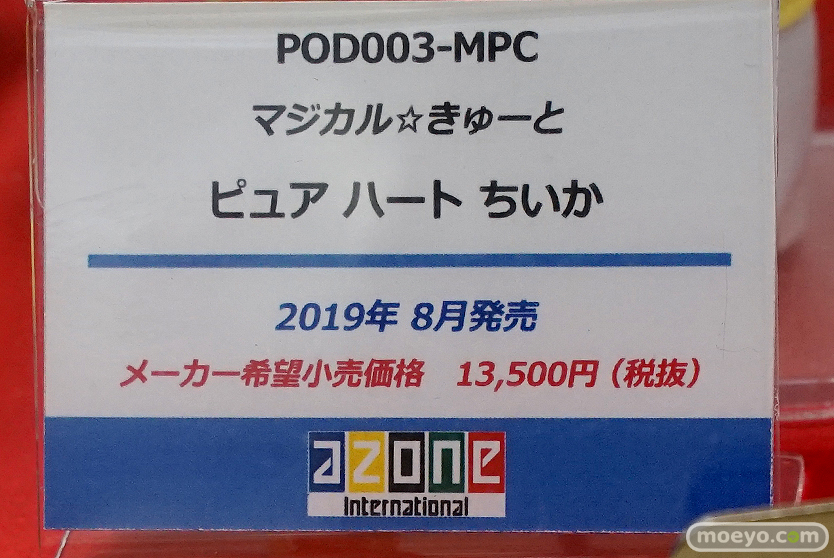 POD003-MPC
マジカル☆きゅーと
ピュア ハート ちいか
2019年 8月発売
メーカー希望小売価格 13,500円（税抜）
azone
International
moeyo.com